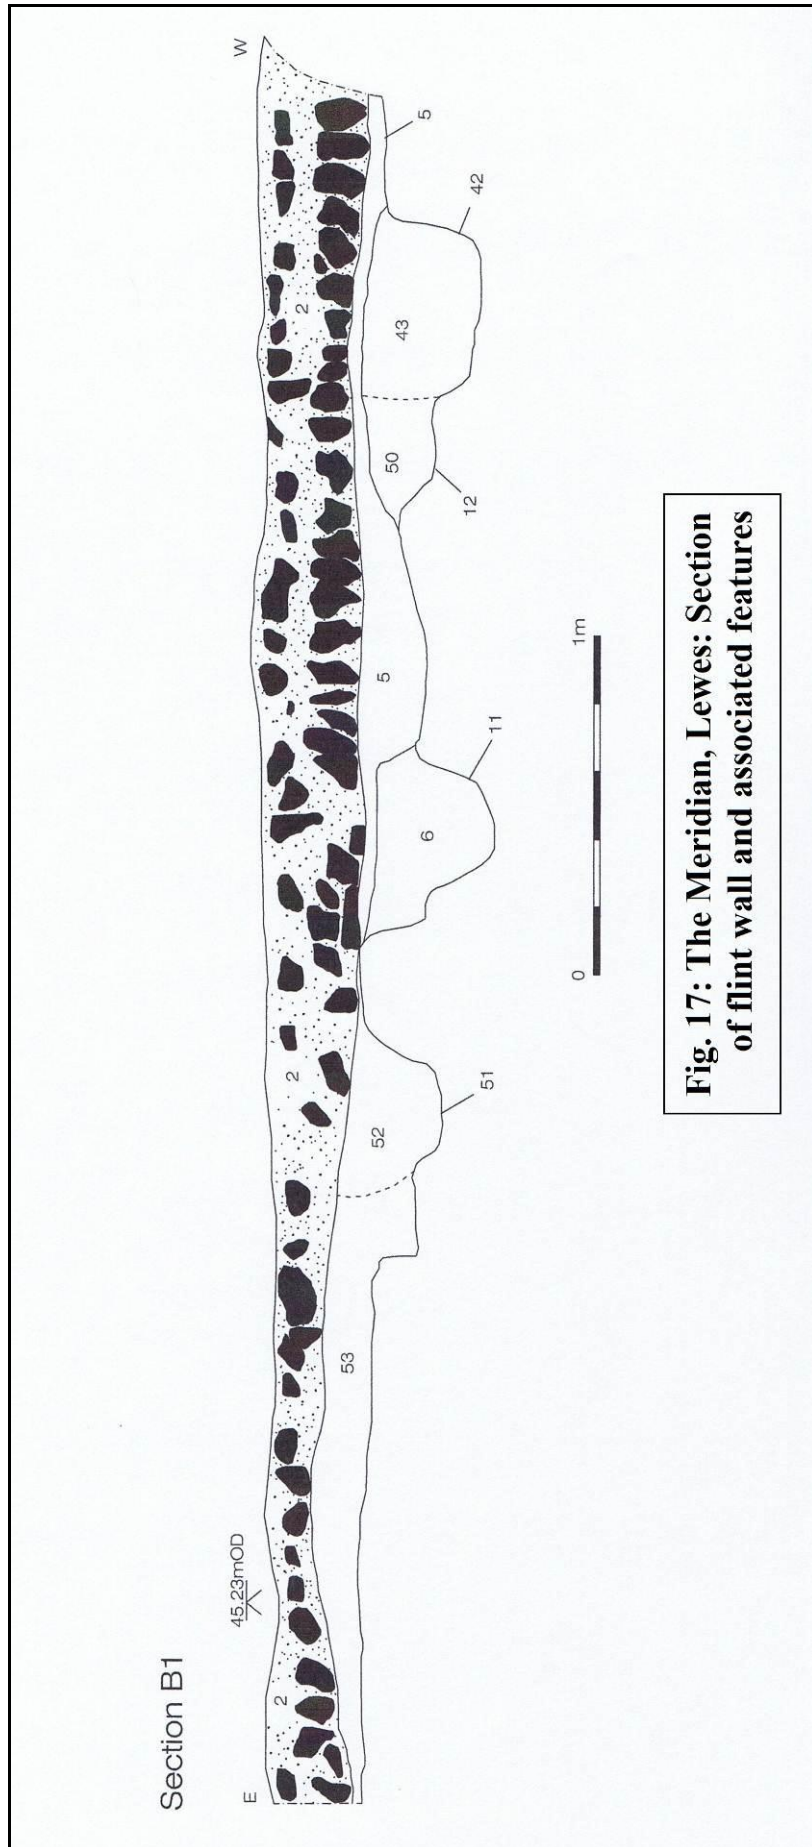 Section B1
E
W
45.23mOD
2
2
2
53
52
51
6
11
5
50
12
43
42
5
0
1m
Fig. 17: The Meridian, Lewes: Section
of flint wall and associated features